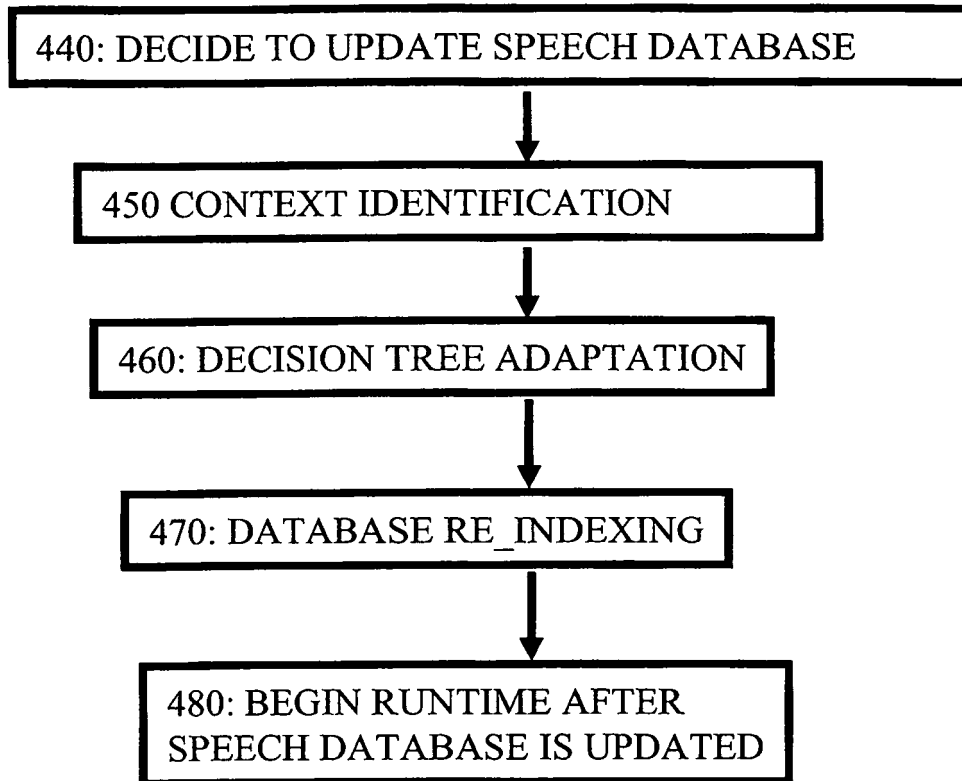 440: DECIDE TO UPDATE SPEECH DATABASE
450 CONTEXT IDENTIFICATION
460: DECISION TREE ADAPTATION
470: DATABASE RE_INDEXING
480: BEGIN RUNTIME AFTER
SPEECH DATABASE IS UPDATED